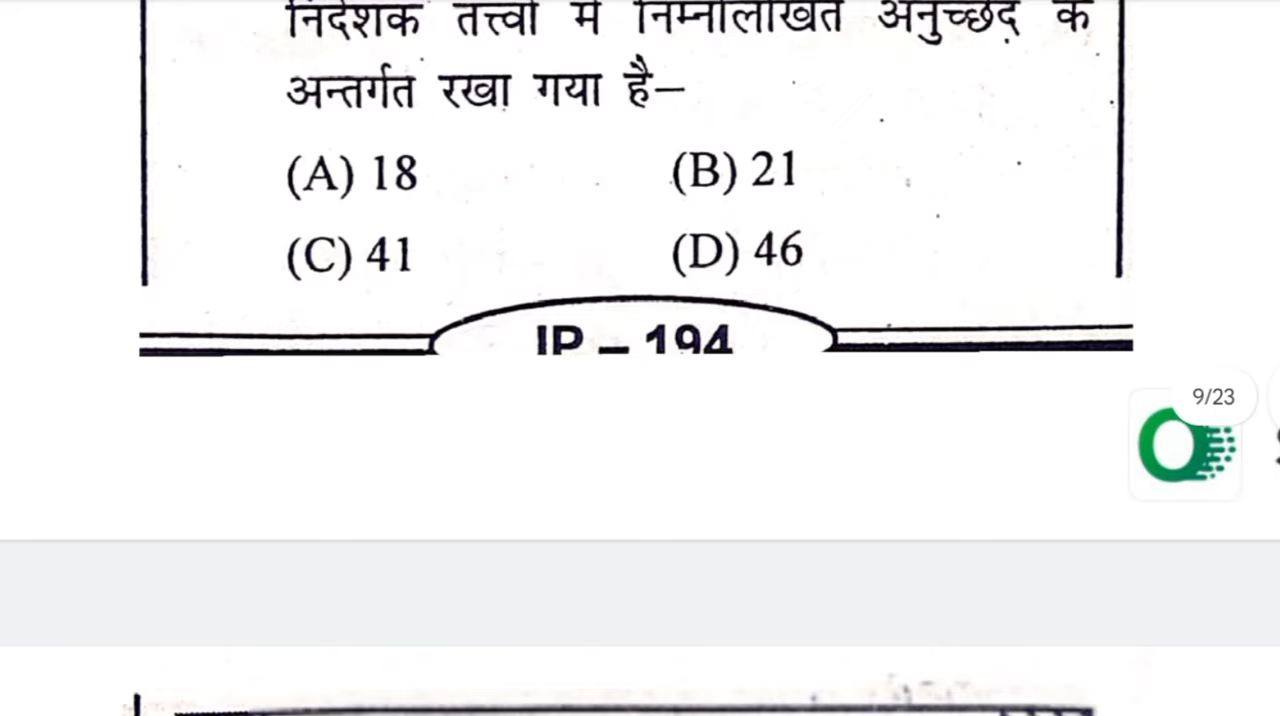 निदेशक तत्त्वों में निम्नलिखित अनुच्छेद के
अन्तर्गत रखा गया है–
(A) 18 (B) 21
(C) 41 (D) 46
IP – 194
9/23